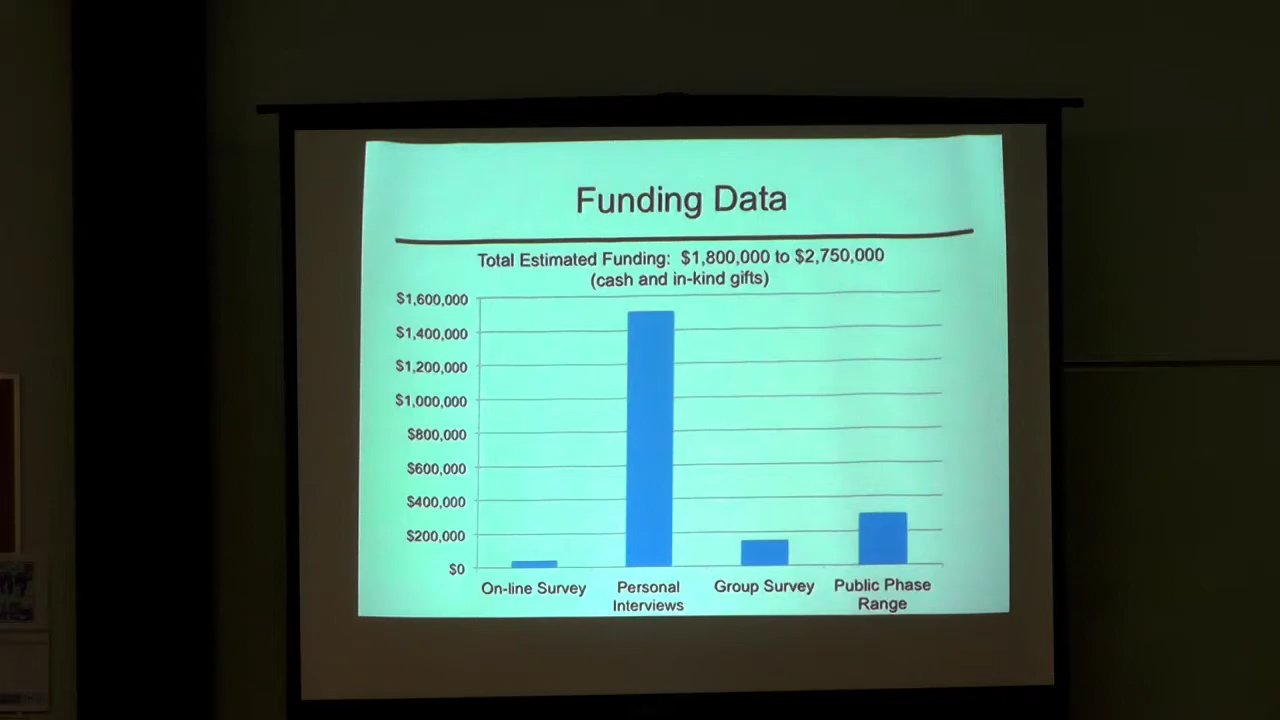 Funding Data
Total Estimated Funding: $1,800,000 to $2,750,000
(cash and in-kind gifts)
$1,600,000
$1,400,000
$1,200,000
$1,000,000
$800,000
$600,000
$400,000
$200,000
$0
On-line Survey
Personal
Interviews
Group Survey
Public Phase
Range